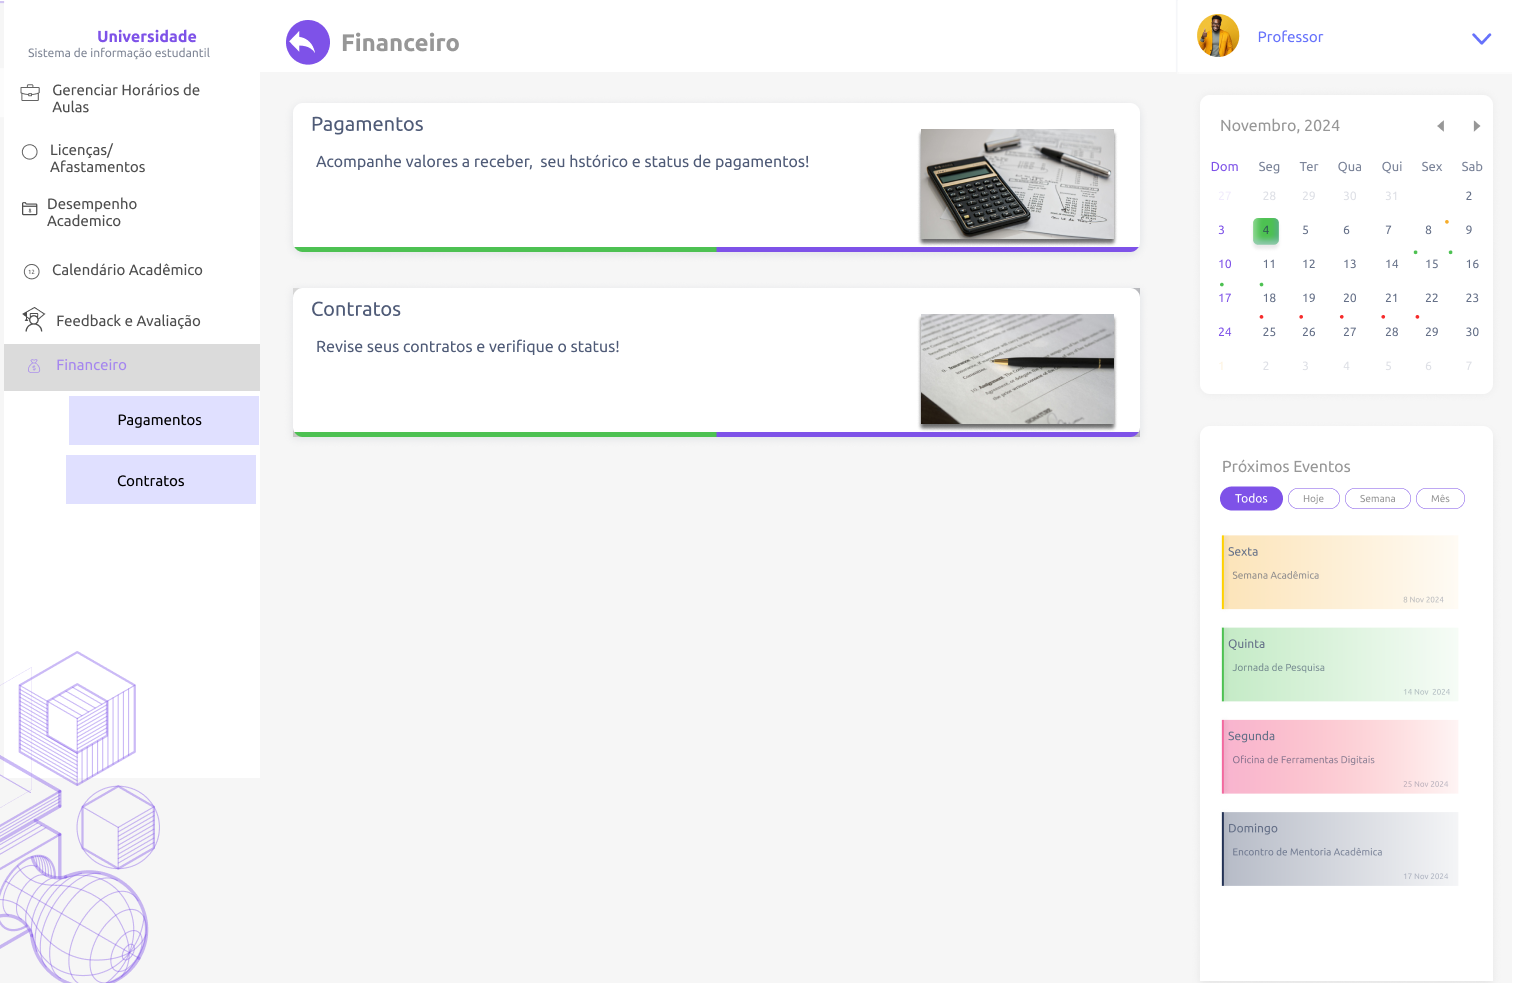 Universidade
Sistema de informação estudantil
Gerenciar Horários de
Aulas
Licenças/
Afastamentos
Desempenho
Academico
Calendário Acadêmico
Feedback e Avaliação
Financeiro
Pagamentos
Contratos
Financeiro
Professor
Pagamentos
Acompanhe valores a receber, seu hstórico e status de pagamentos!
Contratos
Revise seus contratos e verifique o status!
Novembro, 2024
Dom Seg Ter Qua Qui Sex Sab
27 28 29 30 31 2
3 4 5 6 7 8 9
10 11 12 13 14 15 16
17 18 19 20 21 22 23
24 25 26 27 28 29 30
1 2 3 4 5 6 7
Próximos Eventos
Todos Hoje Semana Mês
Sexta
Semana Acadêmica
8 Nov 2024
Quinta
Jornada de Pesquisa
14 Nov 2024
Segunda
Oficina de Ferramentas Digitais
25 Nov 2024
Domingo
Encontro de Mentoria Acadêmica
17 Nov 2024